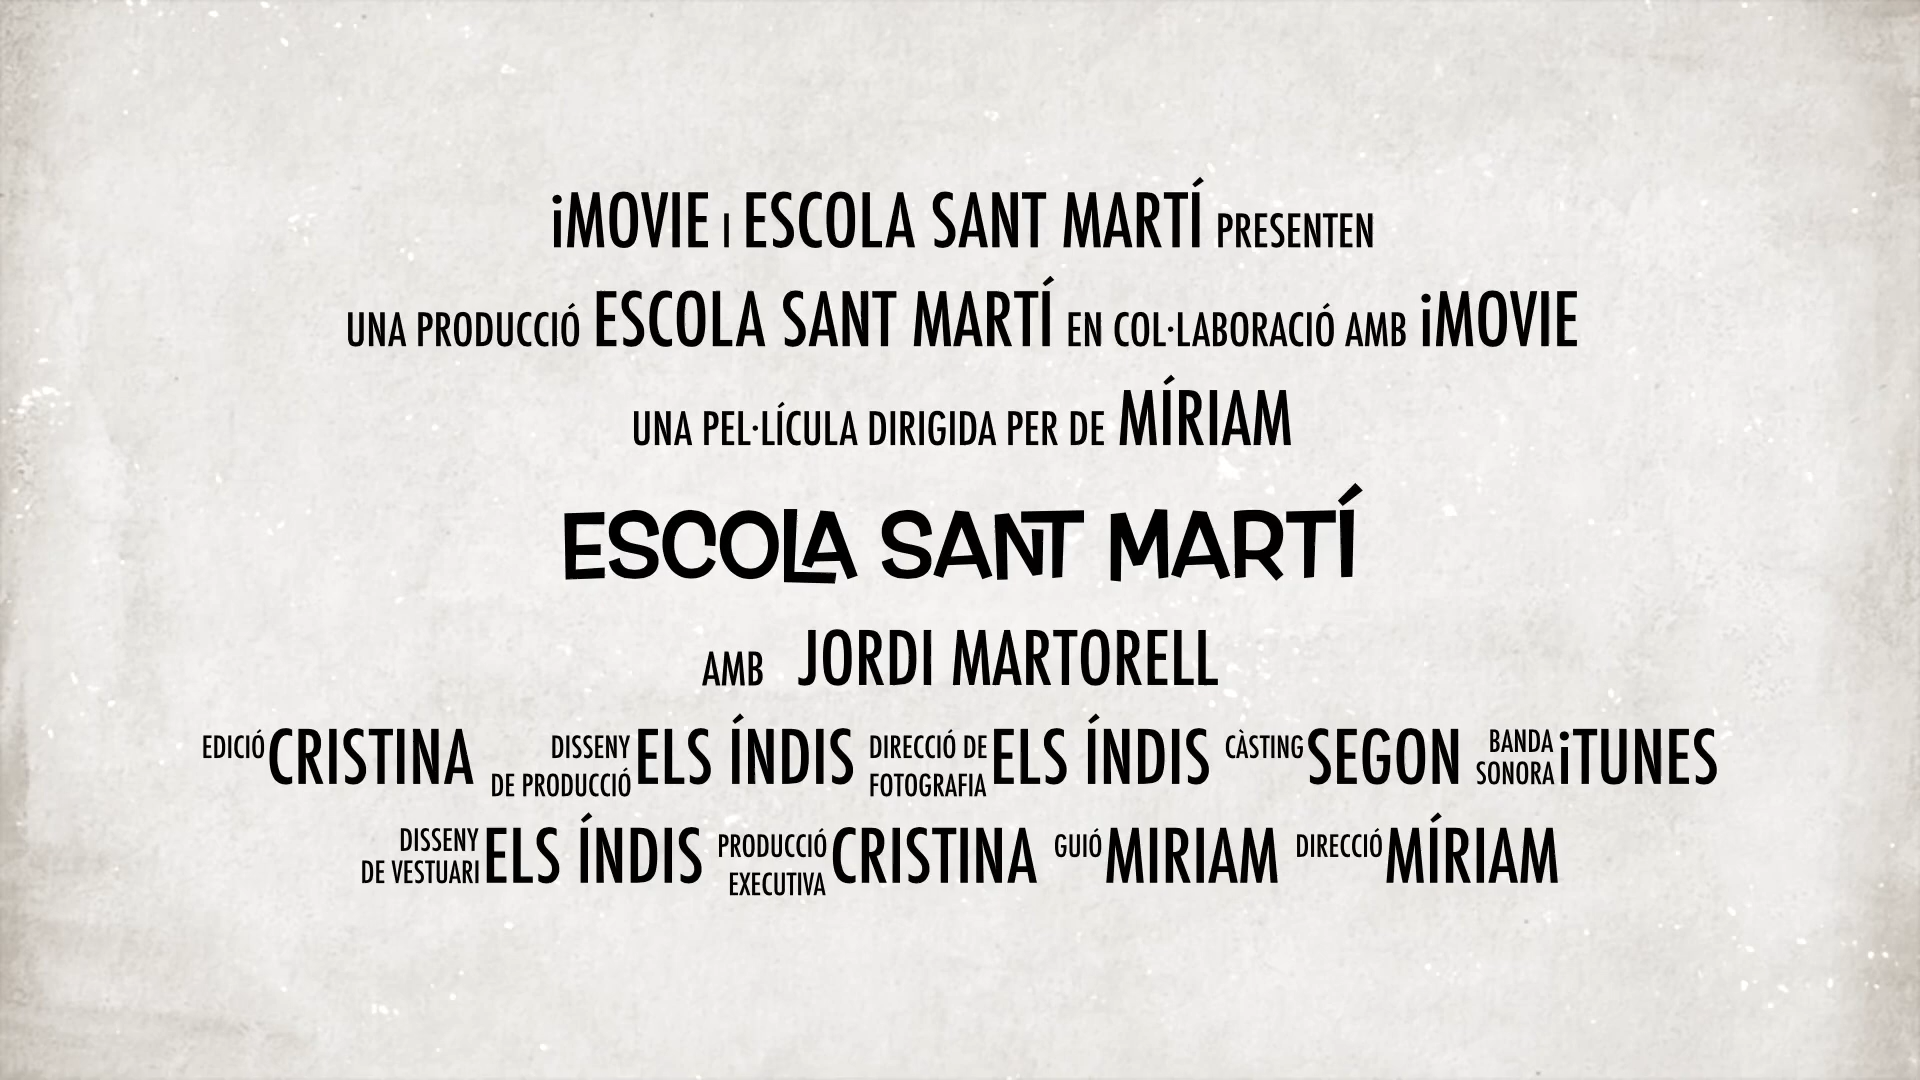 iMOVIE I ESCOLA SANT MARTÍ PRESENTEN
UNA PRODUCCIÓ ESCOLA SANT MARTÍ EN COL·LABORACIÓ AMB iMOVIE
UNA PEL·LÍCULA DIRIGIDA PER DE MÍRIAM
ESCOLA SANT MARTÍ
AMB JORDI MARTORELL
EDICIÓ CRISTINA DISSENY DE PRODUCCIÓ ELS ÍNDIS DIRECCIÓ DE FOTOGRAFIA ELS ÍNDIS CÀSTING SEGON BANDA SONORA iTUNES
DISSENY DE VESTUARI ELS ÍNDIS PRODUCCIÓ EXECUTIVA CRISTINA GUIÓ MIRIAM DIRECCIÓ MÍRIAM